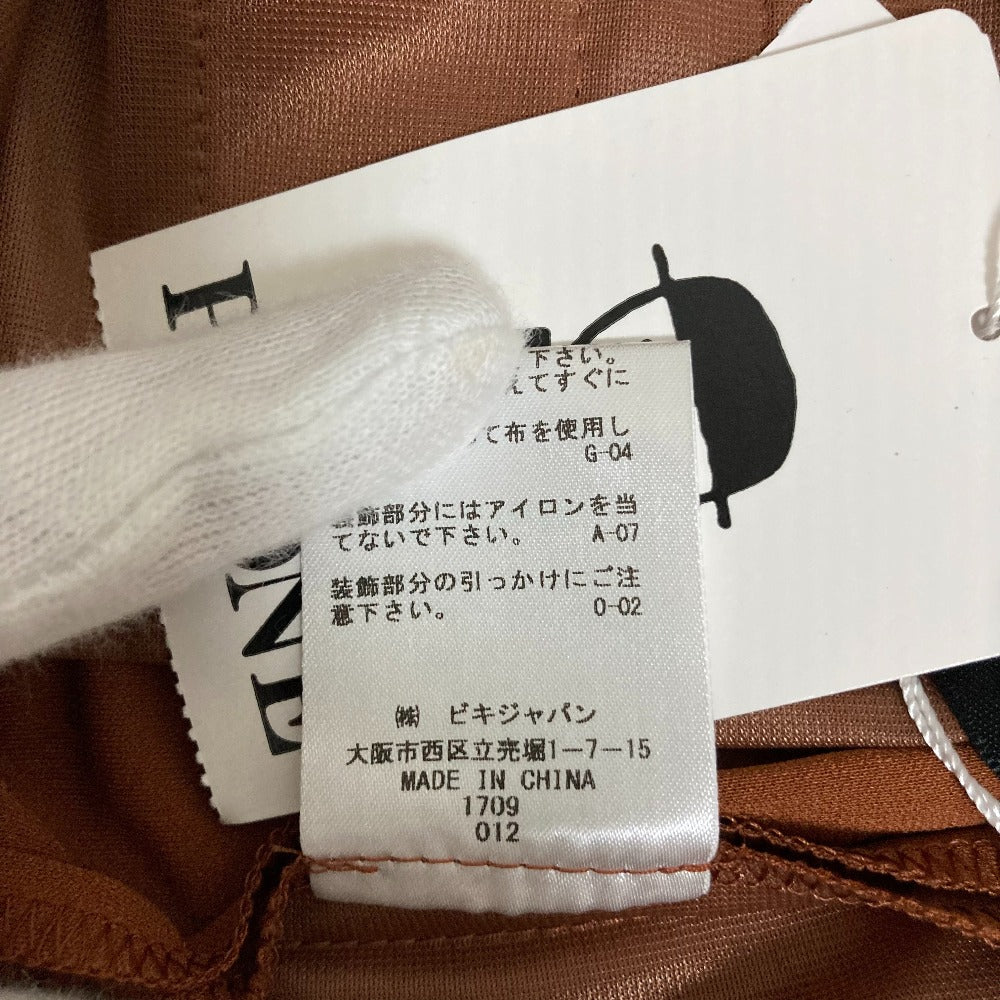 下さい。
えてすぐに
て布を使用し
G-04
装飾部分にはアイロンを当
てないで下さい。 A-07
装飾部分の引っかけにご注
意下さい。 O-02
㈱ ビキジャパン
大阪市西区立売堀1-7-15
MADE IN CHINA
1709
012
NE